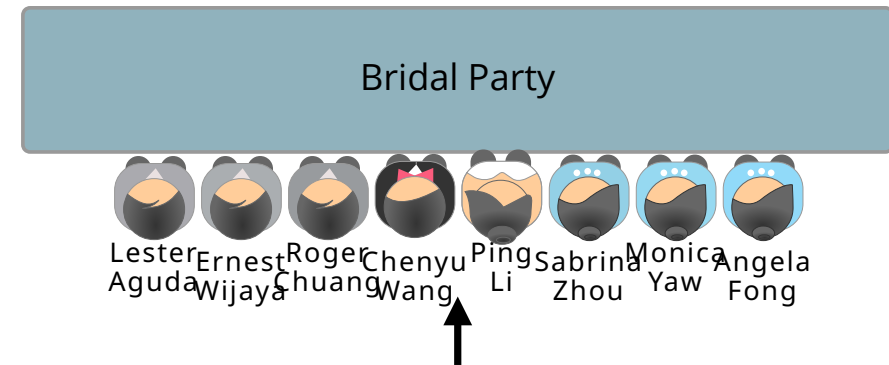 Bridal Party
Lester
Aguda
Ernest
Wijaya
Roger
Chuang
Chenyu
Wang
Ping
Li
Sabrina
Zhou
Monica
Yaw
Angela
Fong